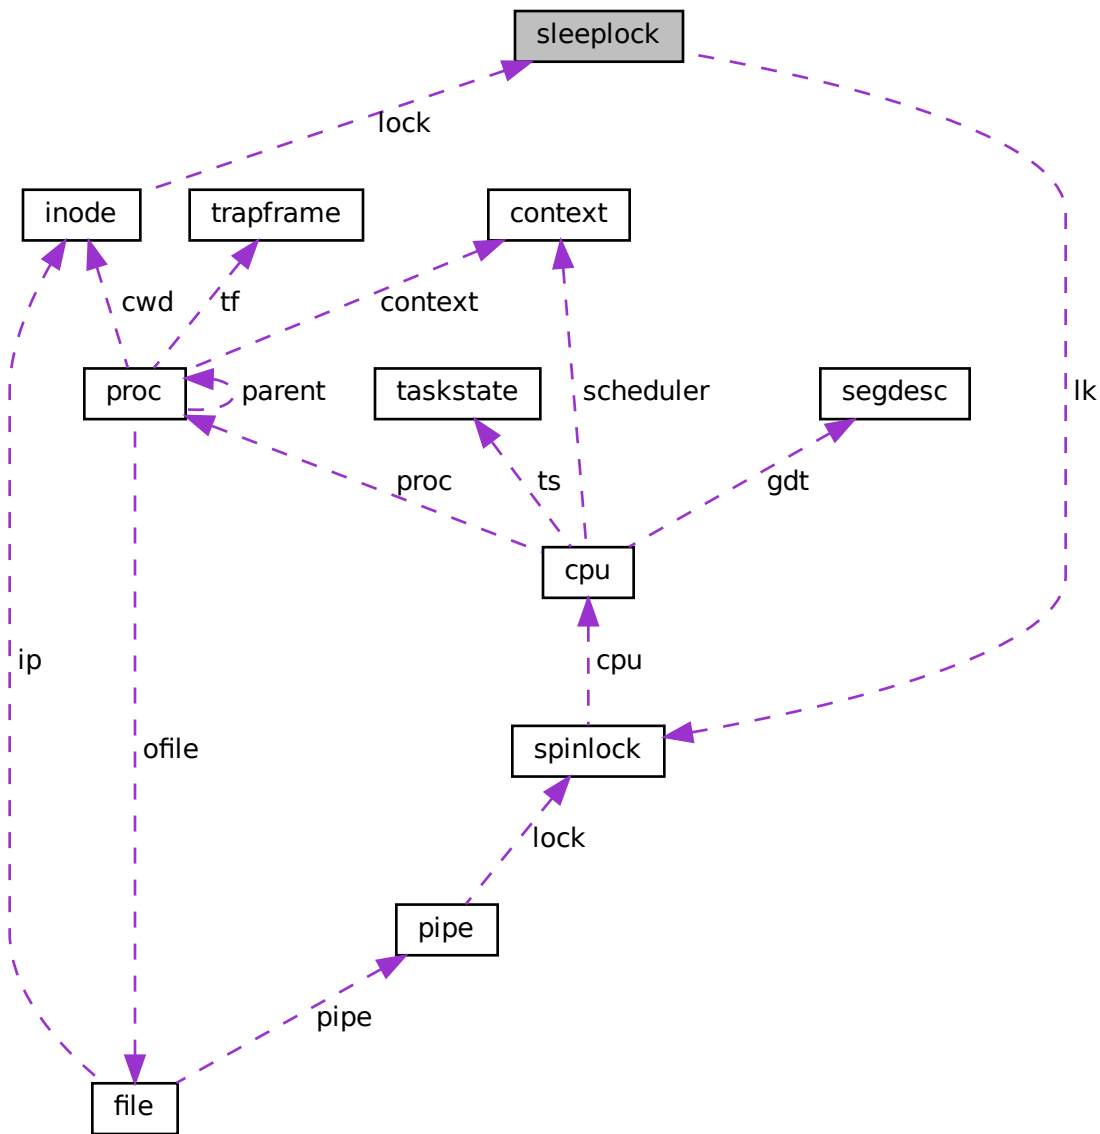 sleeplock
lock
inode
trapframe
context
cwd
tf
context
proc
parent
taskstate
scheduler
segdesc
lk
proc
ts
gdt
cpu
ip
cpu
ofile
spinlock
lock
pipe
pipe
file